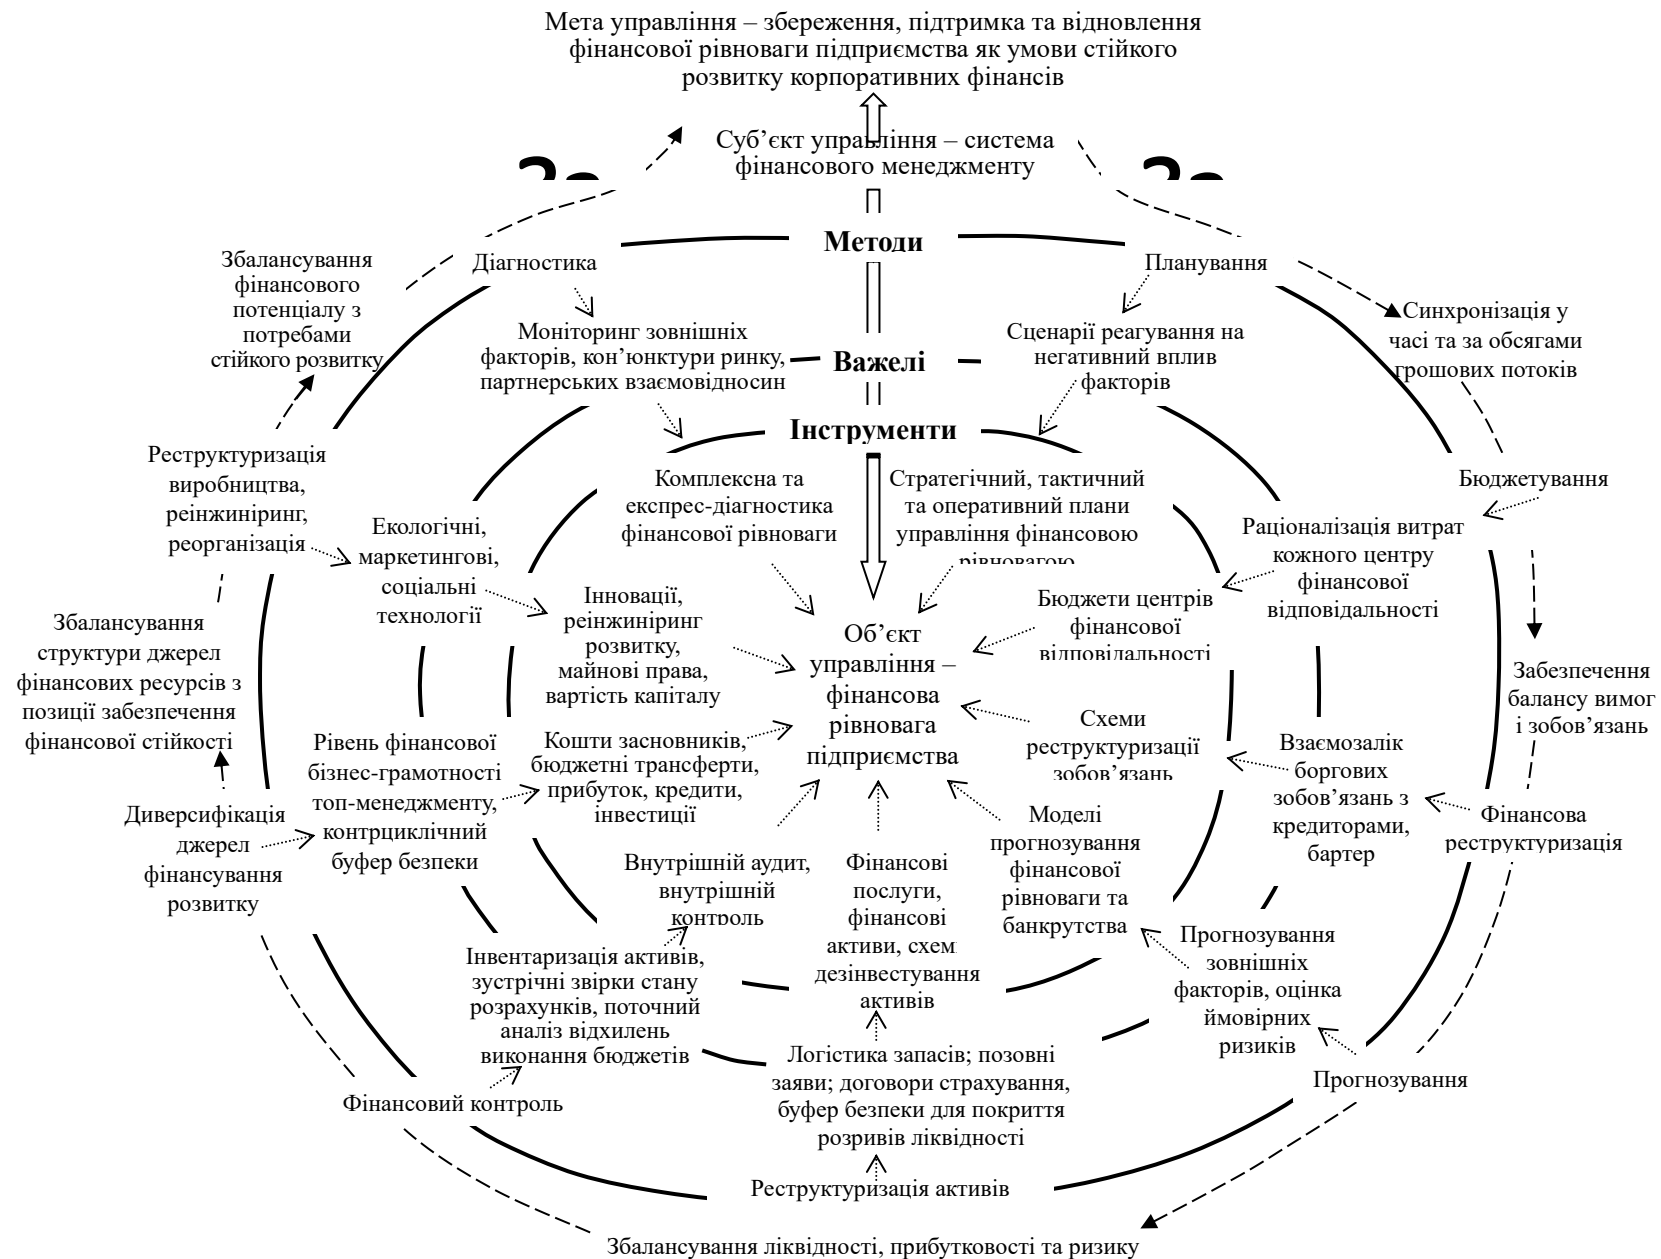 Мета управління – збереження, підтримка та відновлення
фінансової рівноваги підприємства як умови стійкого
розвитку корпоративних фінансів
Суб’єкт управління – система
фінансового менеджменту
Методи
Діагностика
Планування
Збалансування
фінансового
потенціалу з
потребами
стійкого розвитку
Синхронізація у
часі та за обсягами
грошових потоків
Моніторинг зовнішніх
факторів, кон’юнктури ринку,
партнерських взаємовідносин
Важелі
Сценарії реагування на
негативний вплив
факторів
Інструменти
Реструктуризація
виробництва,
реінжиніринг,
реорганізація
Екологічні,
маркетингові,
соціальні
технології
Комплексна та
експрес-діагностика
фінансової рівноваги
Стратегічний, тактичний
та оперативний плани
управління фінансовою
рівновагою
Бюджетування
Раціоналізація витрат
кожного центру
фінансової
відповідальності
Інновації,
реінжиніринг
розвитку,
майнові права,
вартість капіталу
Бюджети центрів
фінансової
відповідальності
Об’єкт
управління –
фінансова
рівновага
підприємства
Збалансування
структури джерел
фінансових ресурсів з
позиції забезпечення
фінансової стійкості
Забезпечення
балансу вимог
і зобов’язань
Рівень фінансової
бізнес-грамотності
топ-менеджменту,
контрциклічний
буфер безпеки
Кошти засновників,
бюджетні трансферти,
прибуток, кредити,
інвестиції
Схеми
реструктуризації
зобов’язань
Взаємозалік
боргових
зобов’язань з
кредиторами,
бартер
Диверсифікація
джерел
фінансування
розвитку
Фінансова
реструктуризація
Внутрішній аудит,
внутрішній
контроль
Фінансові
послуги,
фінансові
активи, схем
дезінвестування
активів
Моделі
прогнозування
фінансової
рівноваги та
банкрутства
Інвентаризація активів,
зустрічні звірки стану
розрахунків, поточний
аналіз відхилень
виконання бюджетів
Прогнозування
зовнішніх
факторів, оцінка
ймовірних
ризиків
Логістика запасів; позовні
заяви; договори страхування,
буфер безпеки для покриття
розривів ліквідності
Фінансовий контроль
Прогнозування
Реструктуризація активів
Збалансування ліквідності, прибутковості та ризику